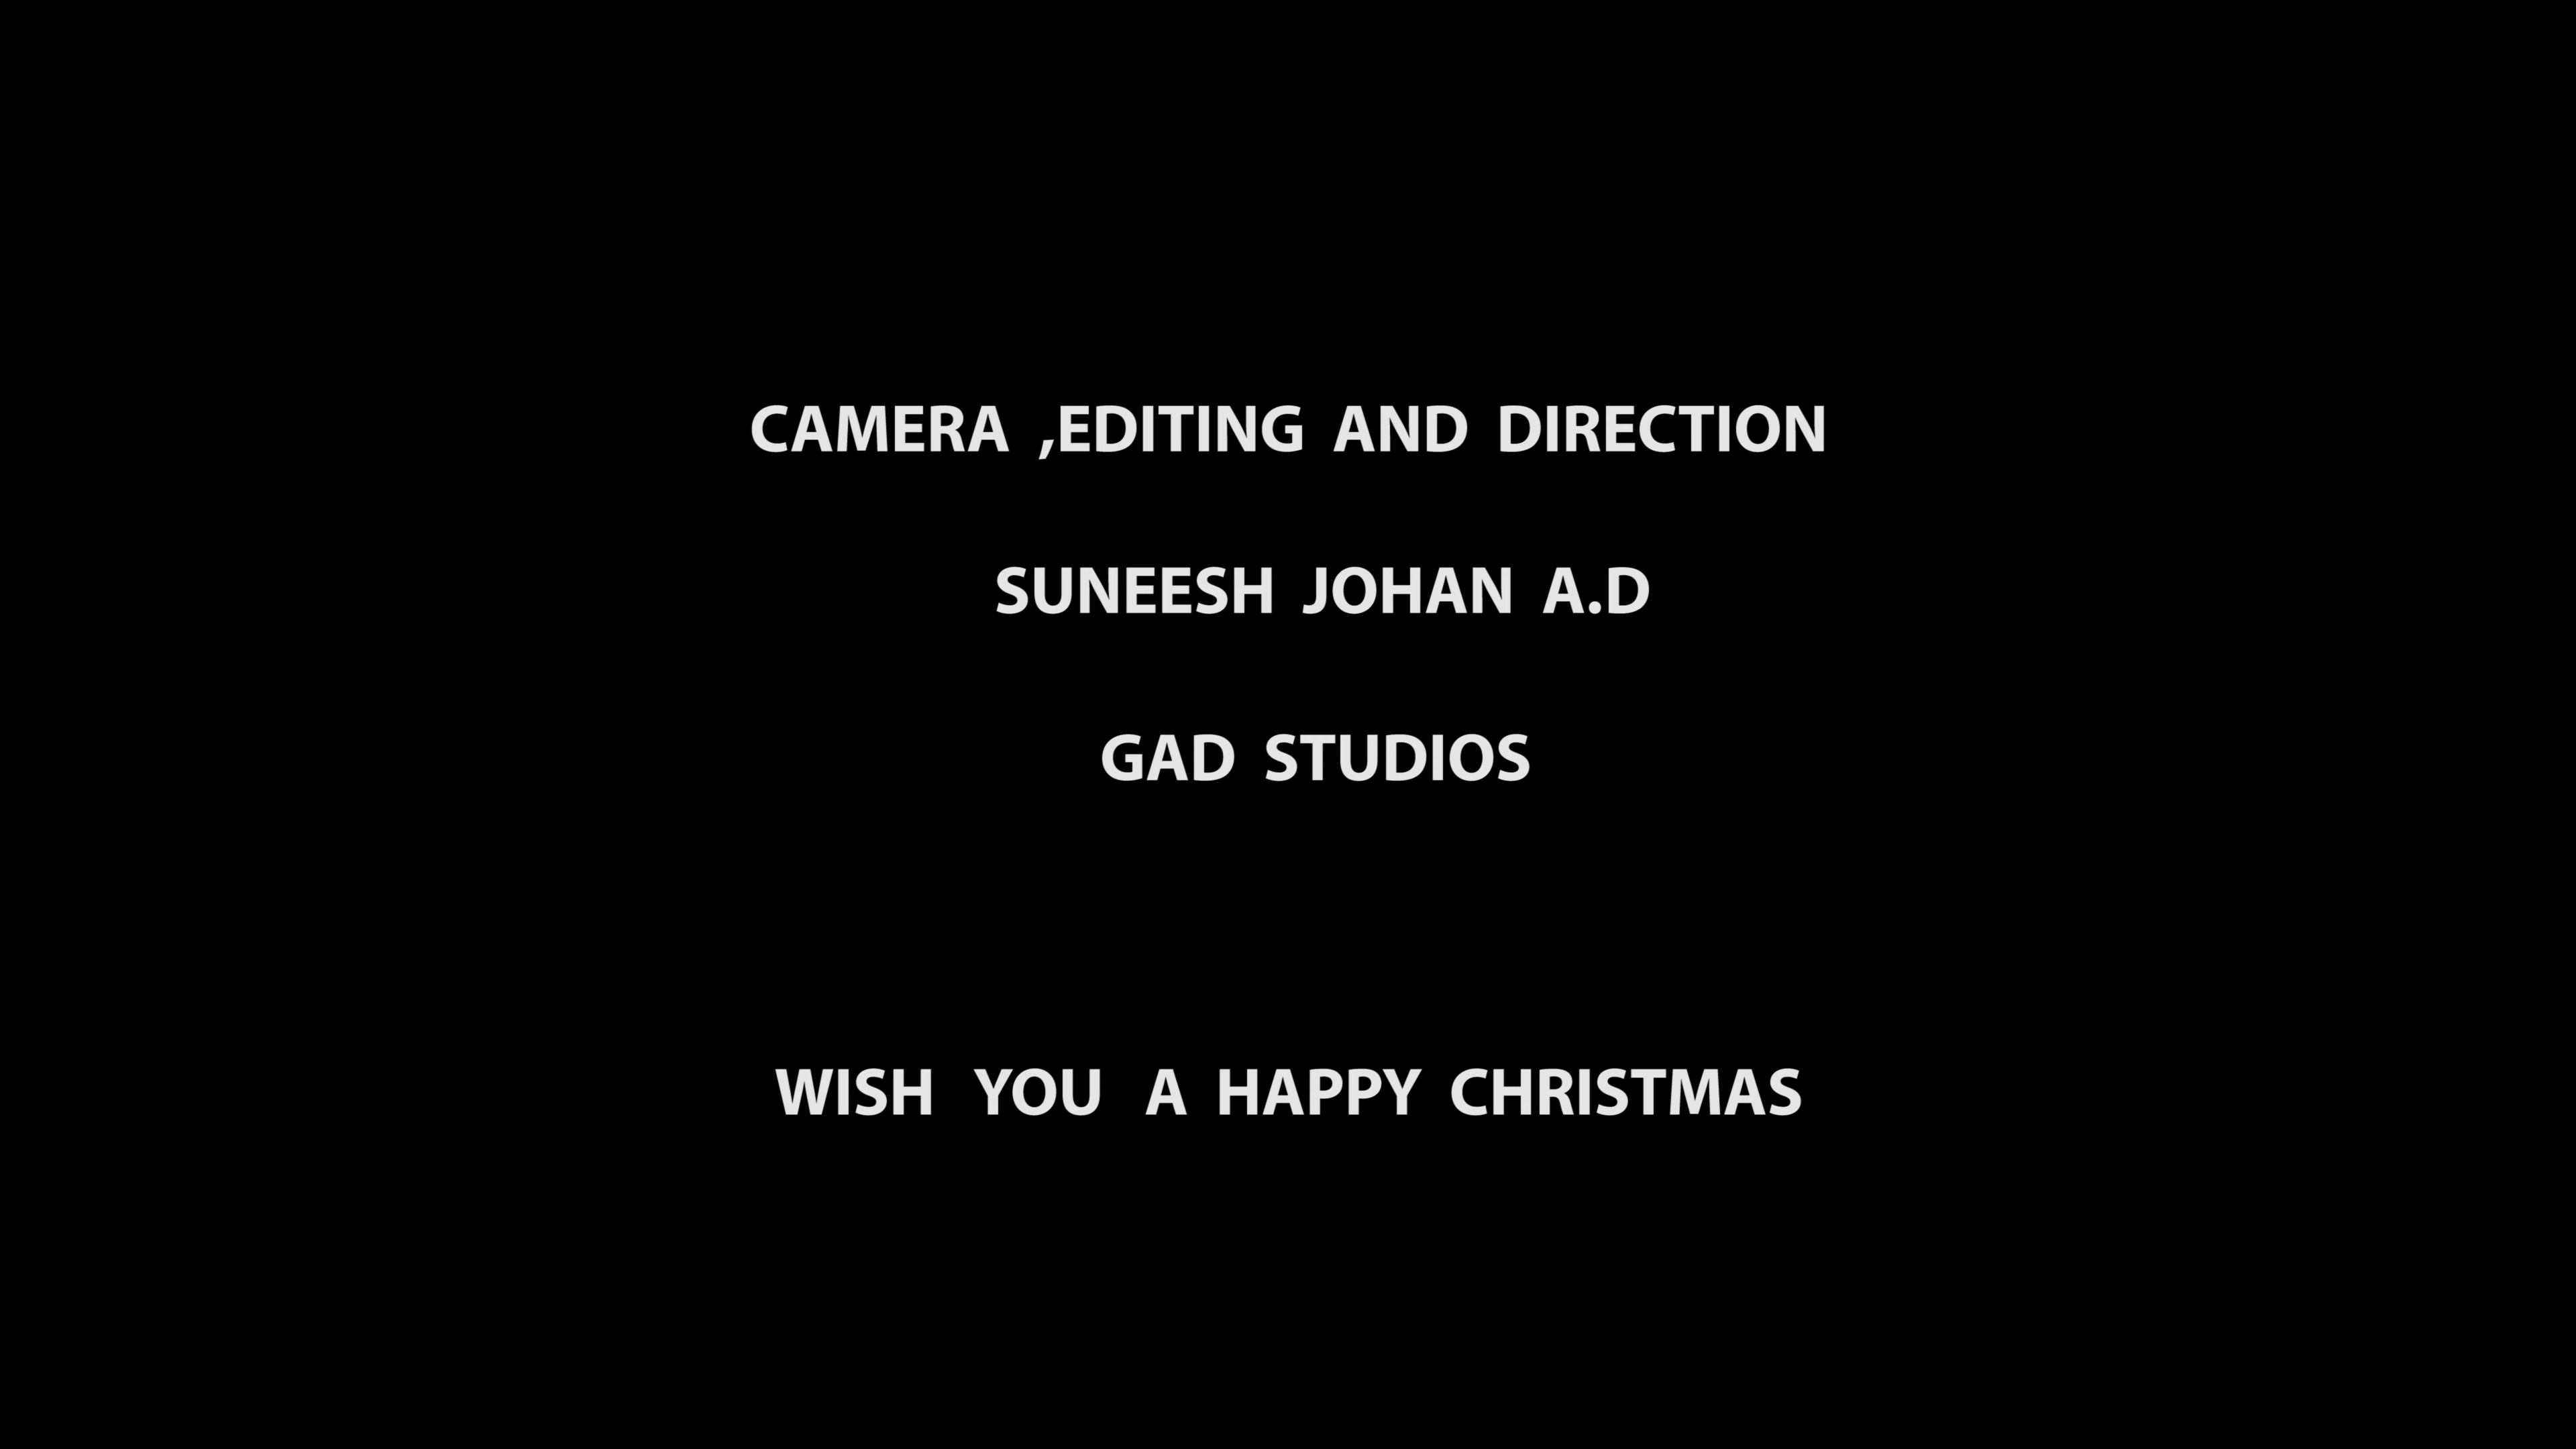 CAMERA ,EDITING AND DIRECTION
SUNEESH JOHAN A.D
GAD STUDIOS
WISH YOU A HAPPY CHRISTMAS